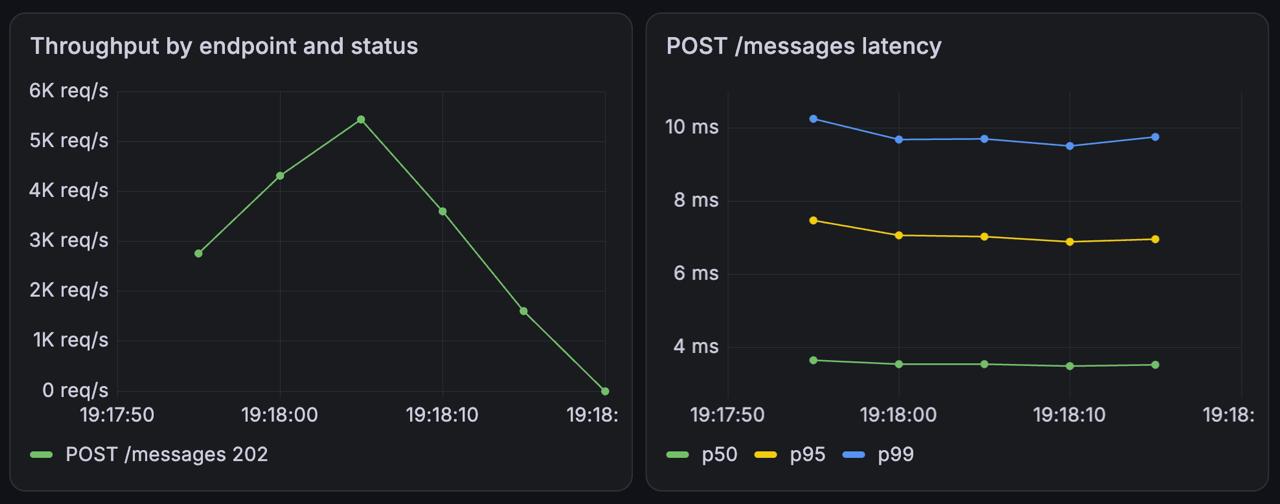 Throughput by endpoint and status
6K req/s
5K req/s
4K req/s
3K req/s
2K req/s
1K req/s
0 req/s
19:17:50 19:18:00 19:18:10 19:18:
POST /messages 202
POST /messages latency
10 ms
8 ms
6 ms
4 ms
19:17:50 19:18:00 19:18:10 19:18:
p50 p95 p99